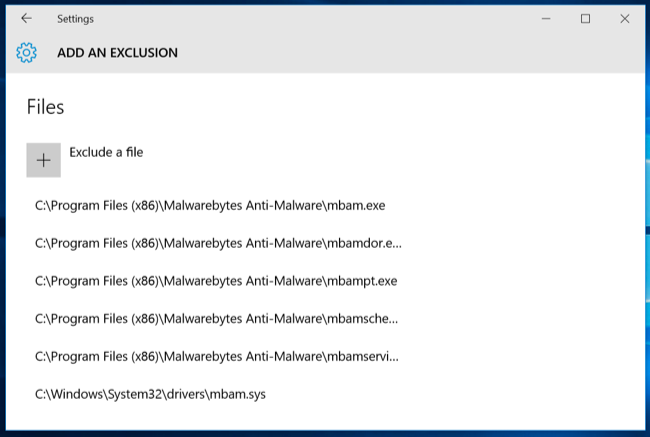 Settings
ADD AN EXCLUSION
Files
Exclude a file
C:\Program Files (x86)\Malwarebytes Anti-Malware\mbam.exe
C:\Program Files (x86)\Malwarebytes Anti-Malware\mbamdor.e...
C:\Program Files (x86)\Malwarebytes Anti-Malware\mbampt.exe
C:\Program Files (x86)\Malwarebytes Anti-Malware\mbamsche...
C:\Program Files (x86)\Malwarebytes Anti-Malware\mbamservi...
C:\Windows\System32\drivers\mbam.sys